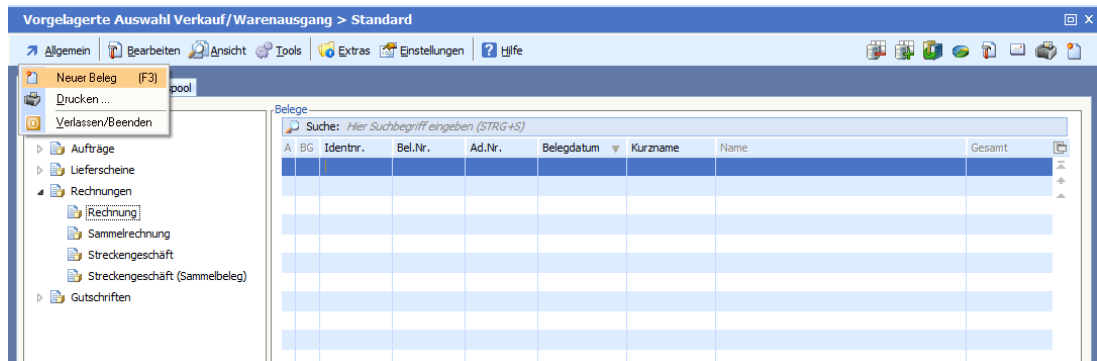 Vorgelagerte Auswahl Verkauf/Warenausgang > Standard
Allgemein Bearbeiten Ansicht Tools Extras Einstellungen Hilfe
Neuer Beleg (F3)
Drucken ...
Verlassen/Beenden
pool
Aufträge
Lieferscheine
Rechnungen
Rechnung
Sammelrechnung
Streckengeschäft
Streckengeschäft (Sammelbeleg)
Gutschriften
Belege
Suche: Hier Suchbegriff eingeben (STRG+S)
A BG Identnr. Bel.Nr. Ad.Nr. Belegdatum Kurzname Name Gesamt